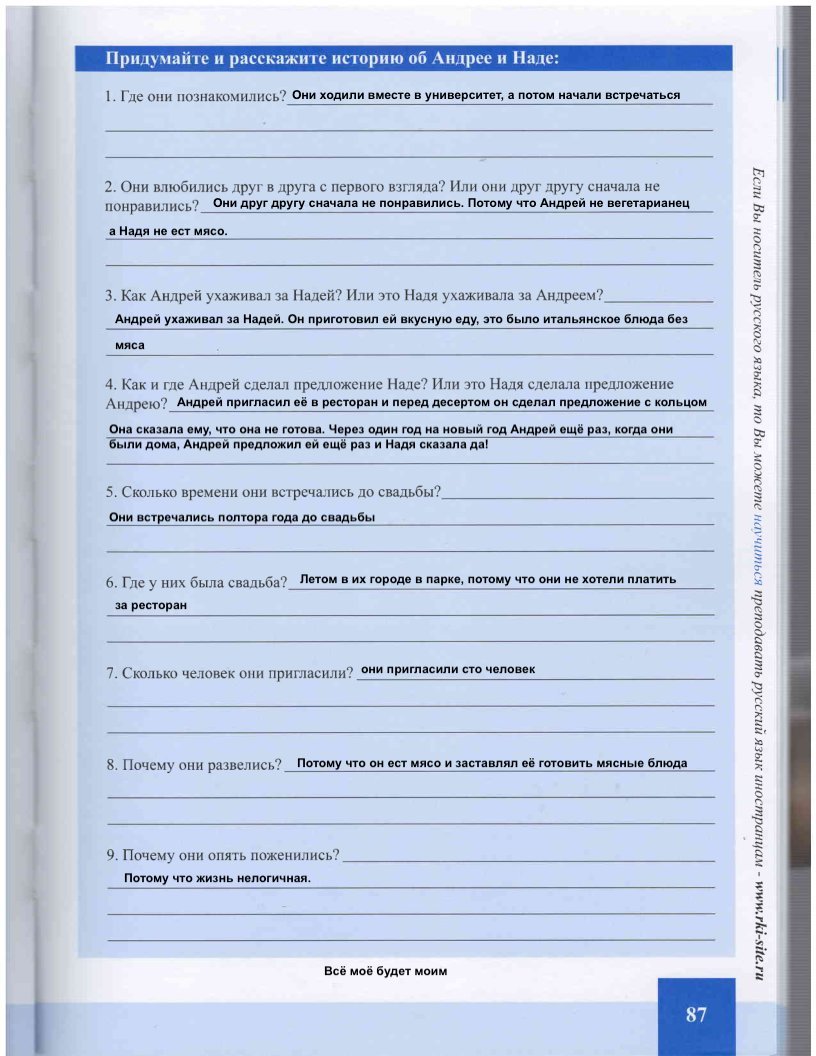 Придумайте и расскажите историю об Андрее и Наде:
1. Где они познакомились? Они ходили вместе в университет, а потом начали встречаться
2. Они влюбились друг в друга с первого взгляда? Или они друг другу сначала не
понравились? Они друг другу сначала не понравились. Потому что Андрей не вегетарианец
а Надя не ест мясо.
3. Как Андрей ухаживал за Надей? Или это Надя ухаживала за Андреем?
Андрей ухаживал за Надей. Он приготовил ей вкусную еду, это было итальянское блюда без
мяса
4. Как и где Андрей сделал предложение Наде? Или это Надя сделала предложение
Андрею? Андрей пригласил её в ресторан и перед десертом он сделал предложение с кольцом
Она сказала ему, что она не готова. Через один год на новый год Андрей ещё раз, когда они
были дома, Андрей предложил ей ещё раз и Надя сказала да!
5. Сколько времени они встречались до свадьбы?
Они встречались полтора года до свадьбы
6. Где у них была свадьба? Летом в их городе в парке, потому что они не хотели платить
за ресторан
7. Сколько человек они пригласили? они пригласили сто человек
8. Почему они развелись? Потому что он ест мясо и заставлял её готовить мясные блюда
9. Почему они опять поженились?
Потому что жизнь нелогичная.
Всё моё будет моим
87
Если Вы носитель русского языка, то Вы можете научиться преподавать русский язык иностранцам - www.rki-site.ru